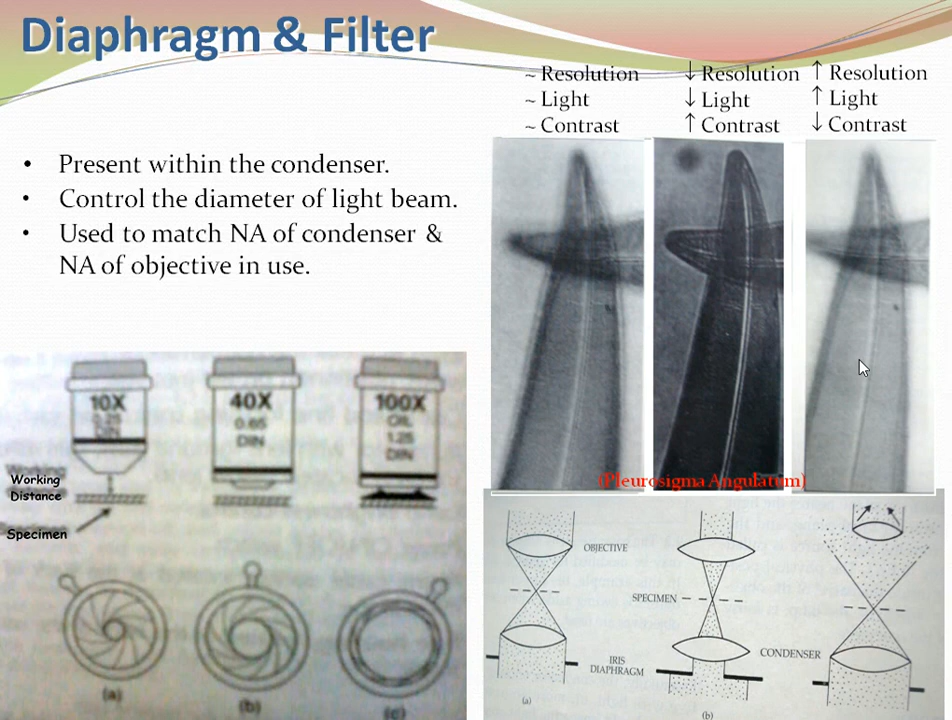 Diaphragm & Filter
~ Resolution
~ Light
~ Contrast
↓ Resolution
↓ Light
↑ Contrast
↑ Resolution
↑ Light
↓ Contrast
• Present within the condenser.
• Control the diameter of light beam.
• Used to match NA of condenser &
NA of objective in use.
10X
0.25
DIN
40X
0.65
DIN
100X
OIL
1.25
DIN
Working
Distance
Specimen
(a)
(b)
(c)
(Pleurosigma Angulatum)
OBJECTIVE
SPECIMEN
CONDENSER
IRIS
DIAPHRAGM
(a)
(b)